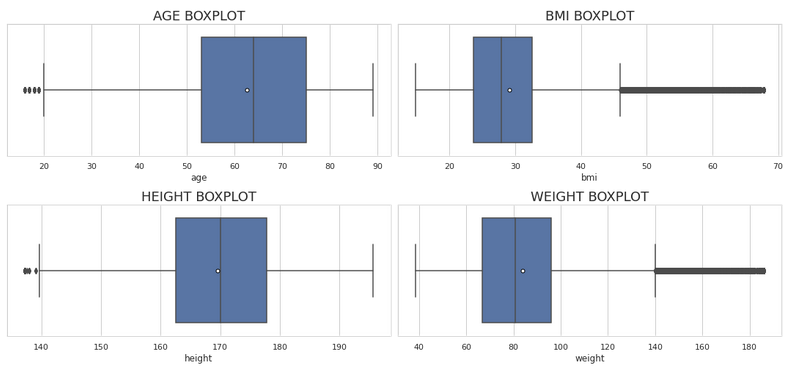 AGE BOXPLOT
20 30 40 50 60 70 80 90
age
BMI BOXPLOT
20 30 40 50 60 70
bmi
HEIGHT BOXPLOT
140 150 160 170 180 190
height
WEIGHT BOXPLOT
40 60 80 100 120 140 160 180
weight